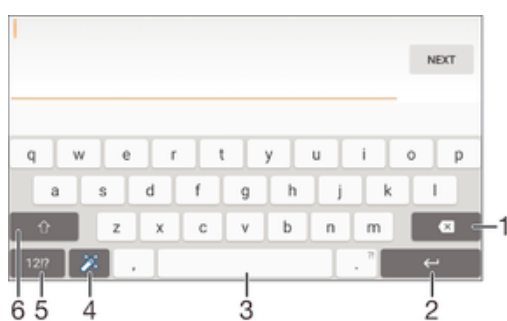 NEXT
q w e r t y u i o p
a s d f g h j k l
z x c v b n m 1
12!? , . ?!
6 5 4 3 2